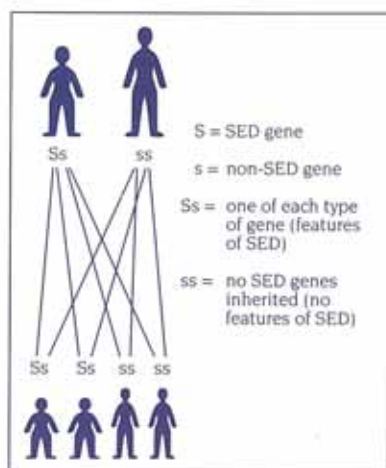 Ss ss
S = SED gene
s = non-SED gene
Ss = one of each type
of gene (features
of SED)
ss = no SED genes
inherited (no
features of SED)
Ss Ss ss ss